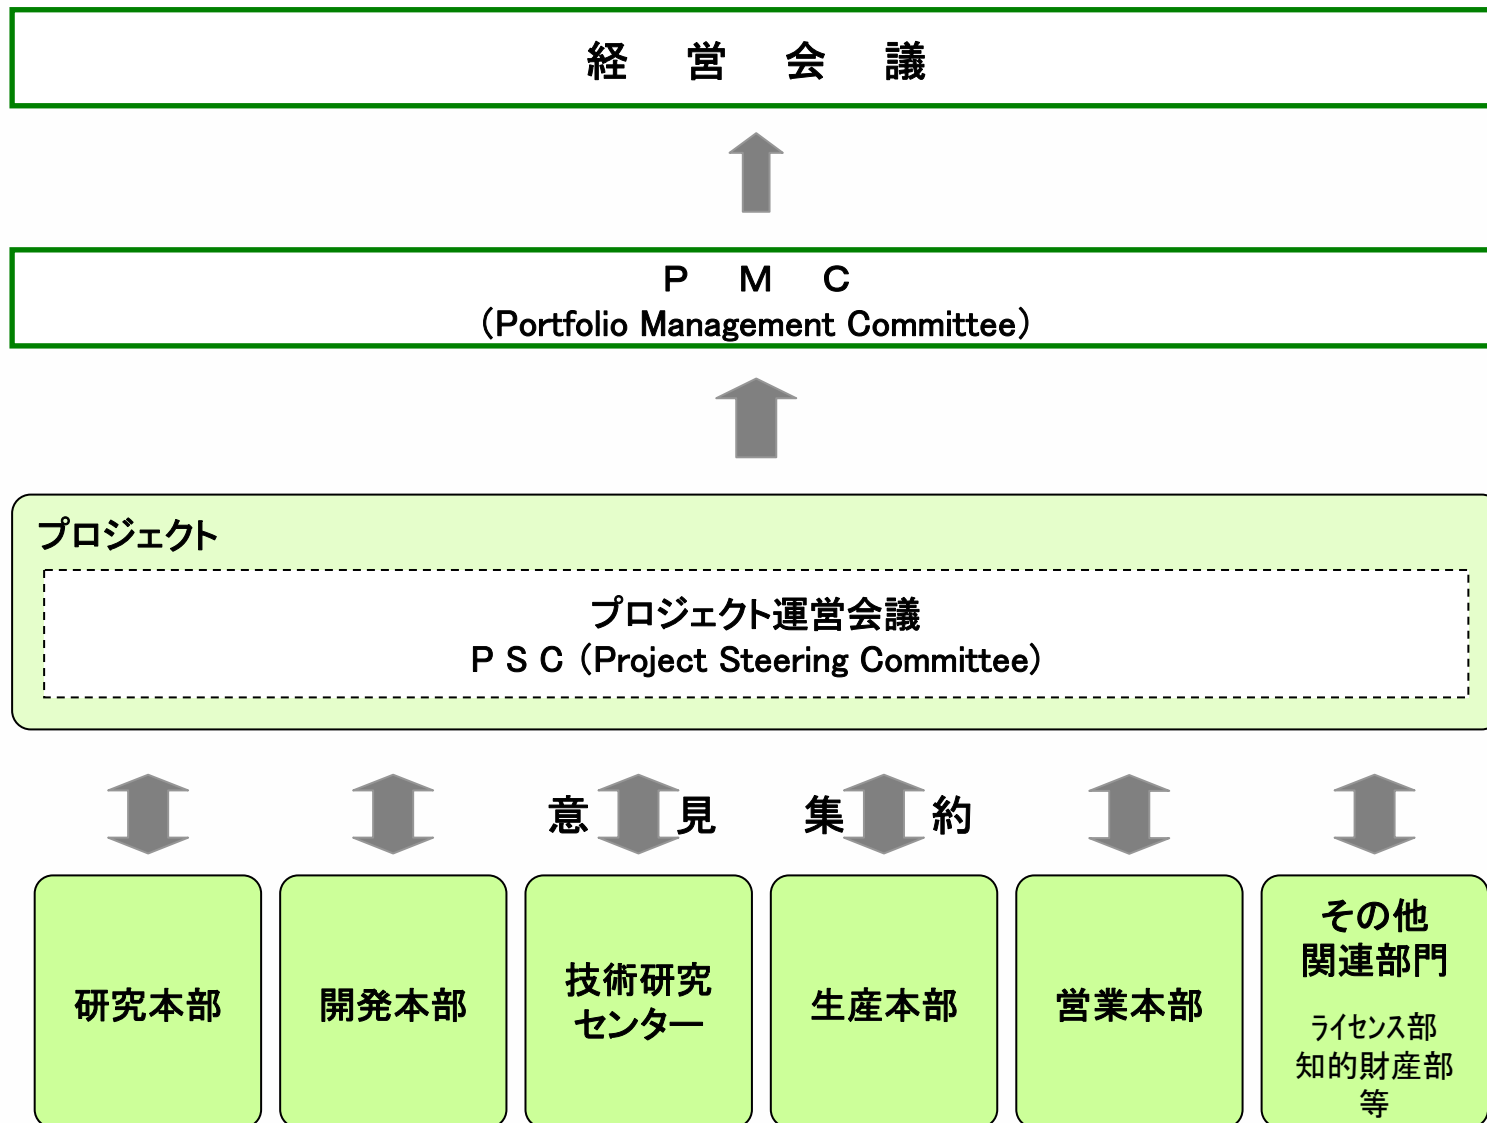 経 営 会 議
P M C
(Portfolio Management Committee)
プロジェクト
プロジェクト運営会議
P S C (Project Steering Committee)
意 見 集 約
研究本部
開発本部
技術研究
センター
生産本部
営業本部
その他
関連部門
ライセンス部
知的財産部
等